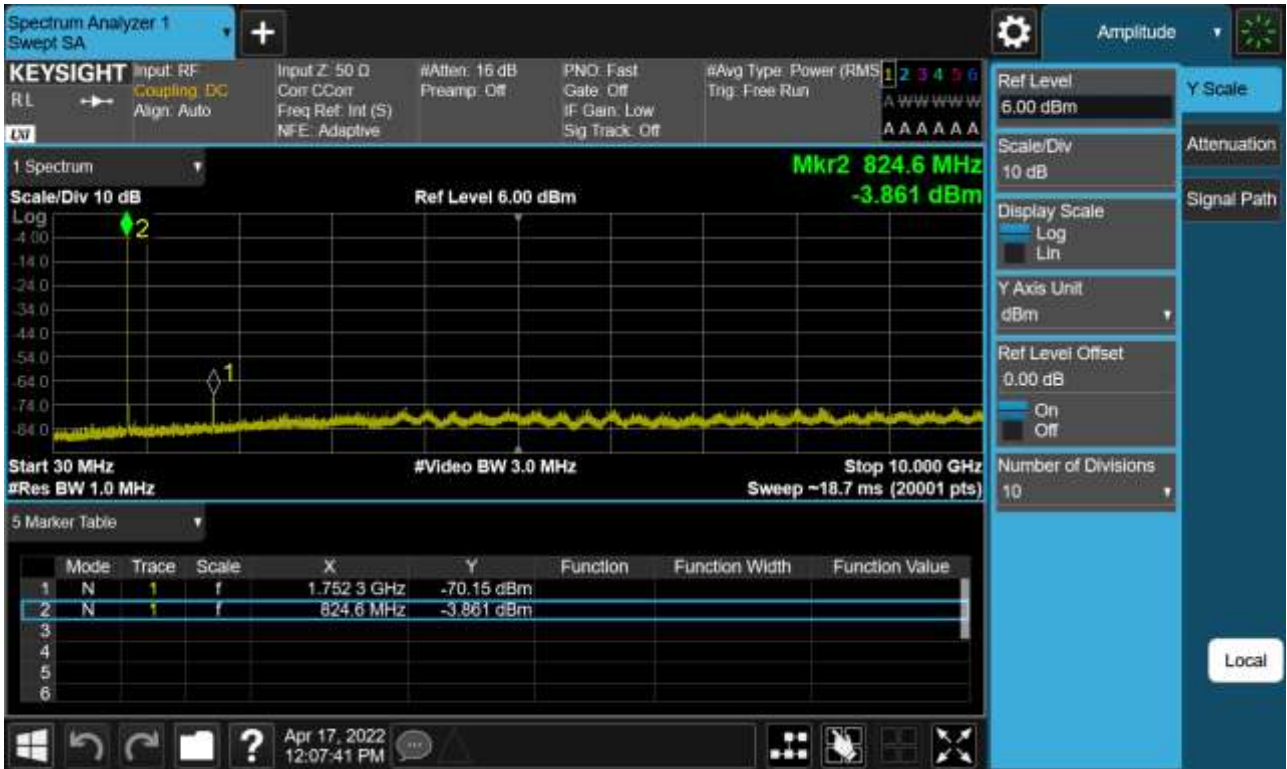 Spectrum Analyzer 1
Swept SA
+
Amplitude
KEYSIGHT
RL
LXI
Input: RF
Coupling: DC
Align: Auto
Input Z: 50 Ω
Corr CCorr
Freq Ref: Int (S)
NFE: Adaptive
#Atten: 16 dB
Preamp: Off
PNO: Fast
Gate: Off
IF Gain: Low
Sig Track: Off
#Avg Type: Power (RMS
Trig: Free Run
1 2 3 4 5 6
A W W W W W
A A A A A A
1 Spectrum
Mkr2 824.6 MHz
-3.861 dBm
Scale/Div 10 dB
Ref Level 6.00 dBm
Log
2
-4.00
-14.0
-24.0
-34.0
-44.0
-54.0
1
-64.0
-74.0
-84.0
Start 30 MHz
#Video BW 3.0 MHz
Stop 10.000 GHz
#Res BW 1.0 MHz
Sweep ~18.7 ms (20001 pts)
5 Marker Table
Mode Trace Scale X Y Function Function Width Function Value
1 N 1 f 1.752 3 GHz -70.15 dBm
2 N 1 f 824.6 MHz -3.861 dBm
3
4
5
6
Ref Level
6.00 dBm
Scale/Div
10 dB
Display Scale
Log
Lin
Y Axis Unit
dBm
Ref Level Offset
0.00 dB
On
Off
Number of Divisions
10
Y Scale
Attenuation
Signal Path
Local
?
Apr 17, 2022
12:07:41 PM